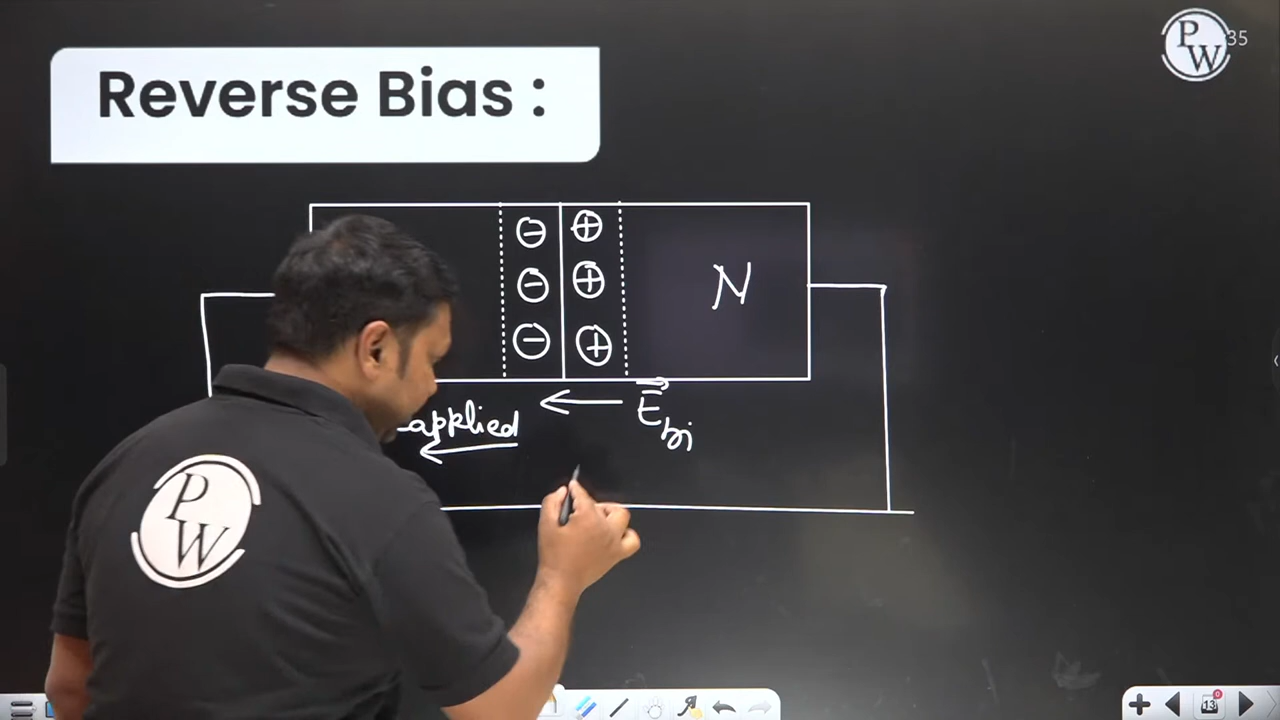 Reverse Bias :
PW 35
⊖ ⊕
⊖ ⊕ N
⊖ ⊕
E bi
applied
PW
13